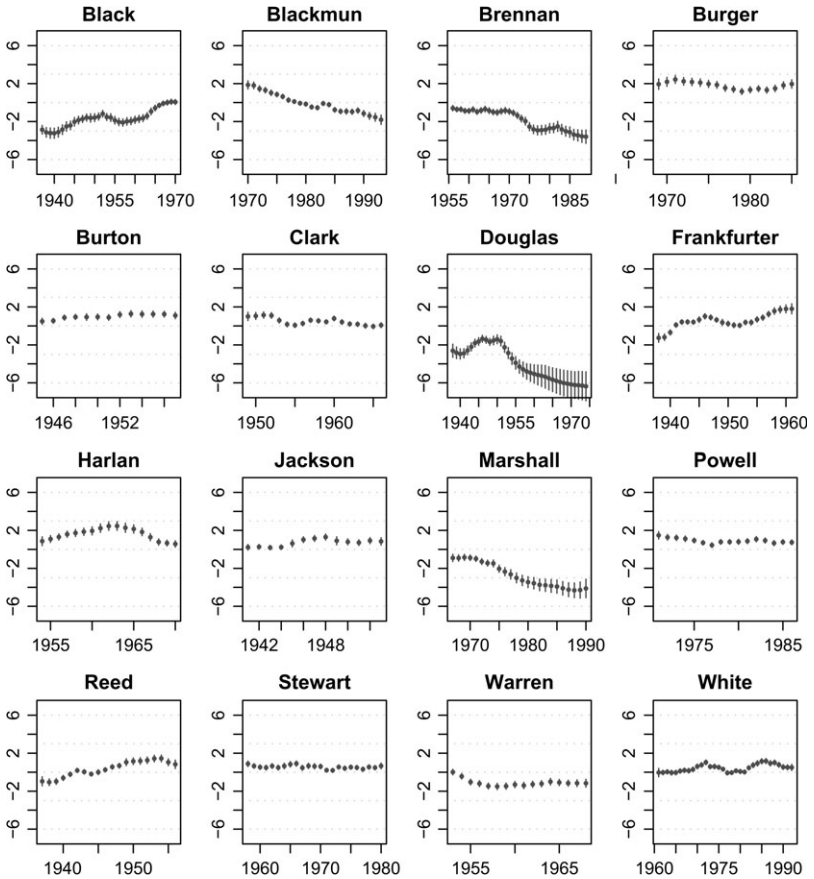 Black Blackmun Brennan Burger
6 6 6 6
2 2 2 2
-2 -2 -2 -2
-6 -6 -6 -6
1940 1955 1970 1970 1980 1990 1955 1970 1985 1970 1980
Burton Clark Douglas Frankfurter
6 6 6 6
2 2 2 2
-2 -2 -2 -2
-6 -6 -6 -6
1946 1952 1950 1960 1940 1955 1970 1940 1950 1960
Harlan Jackson Marshall Powell
6 6 6 6
2 2 2 2
-2 -2 -2 -2
-6 -6 -6 -6
1955 1965 1942 1948 1970 1980 1990 1975 1985
Reed Stewart Warren White
6 6 6 6
2 2 2 2
-2 -2 -2 -2
-6 -6 -6 -6
1940 1950 1960 1970 1980 1955 1965 1960 1970 1980 1990